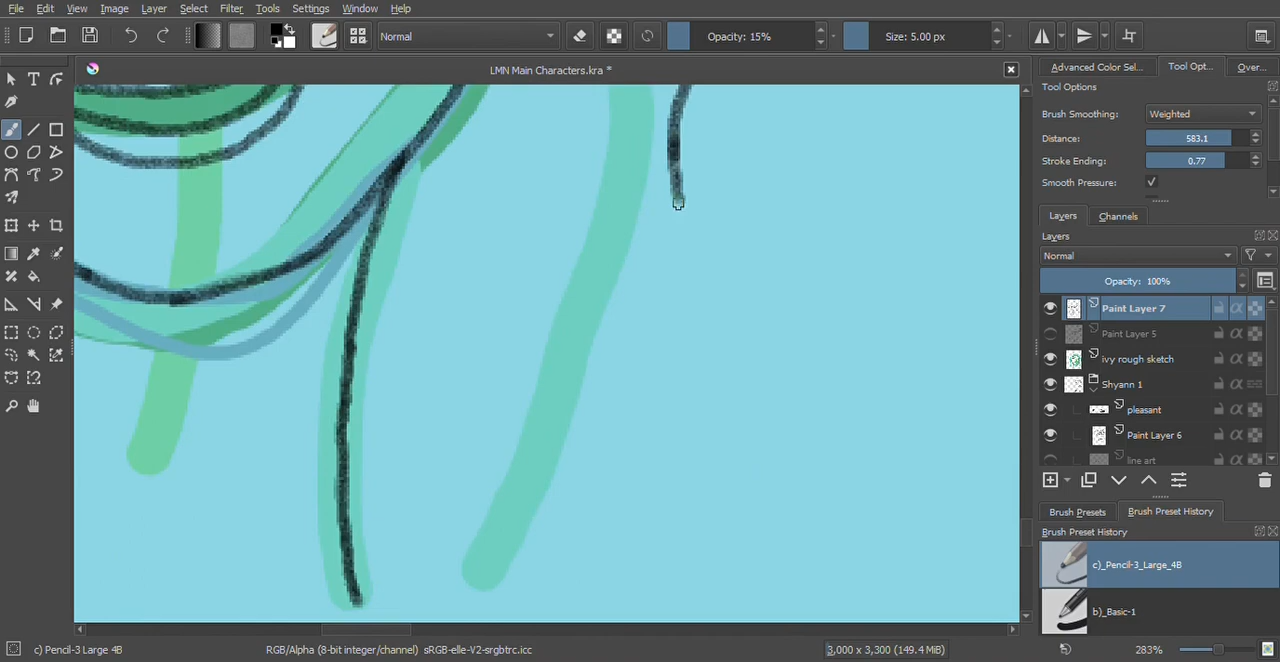 File Edit View Image Layer Select Filter Tools Settings Window Help
Normal Opacity: 15% Size: 5.00 px
LMN Main Characters.kra *
Advanced Color Sel... Tool Opt... Over...
Tool Options
Brush Smoothing: Weighted
Distance: 583.1
Stroke Ending: 0.77
Smooth Pressure:
Layers Channels
Layers
Normal
Opacity: 100%
Paint Layer 7
Paint Layer 5
ivy rough sketch
Shyann 1
pleasant
Paint Layer 6
line art
Brush Presets Brush Preset History
Brush Preset History
c)_Pencil-3_Large_4B
b)_Basic-1
c) Pencil-3 Large 4B RGB/Alpha (8-bit integer/channel) sRGB-elle-V2-srgbtrc.icc 3,000 x 3,300 (149.4 MiB) 283%